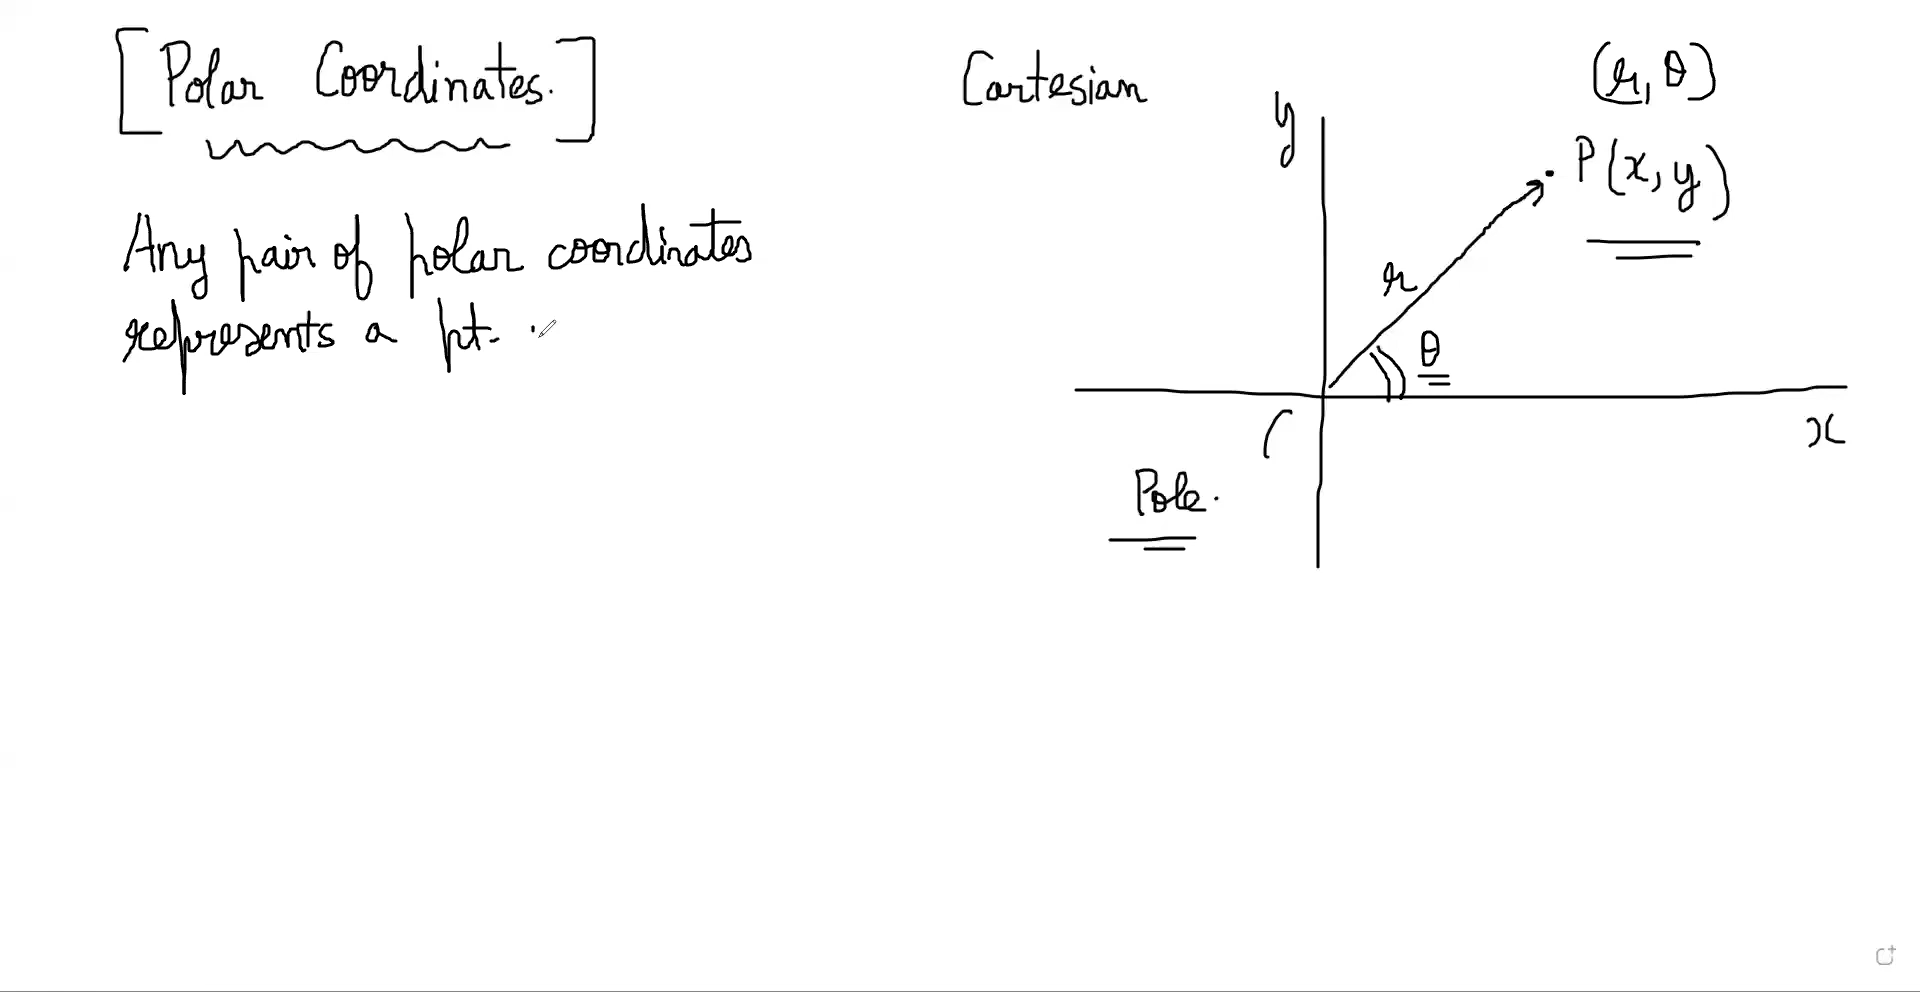 [Polar Coordinates.]
Any pair of polar coordinates
represents a pt.
Cartesian
(r, θ)
y
P(x, y)
r
θ
x
Pole.